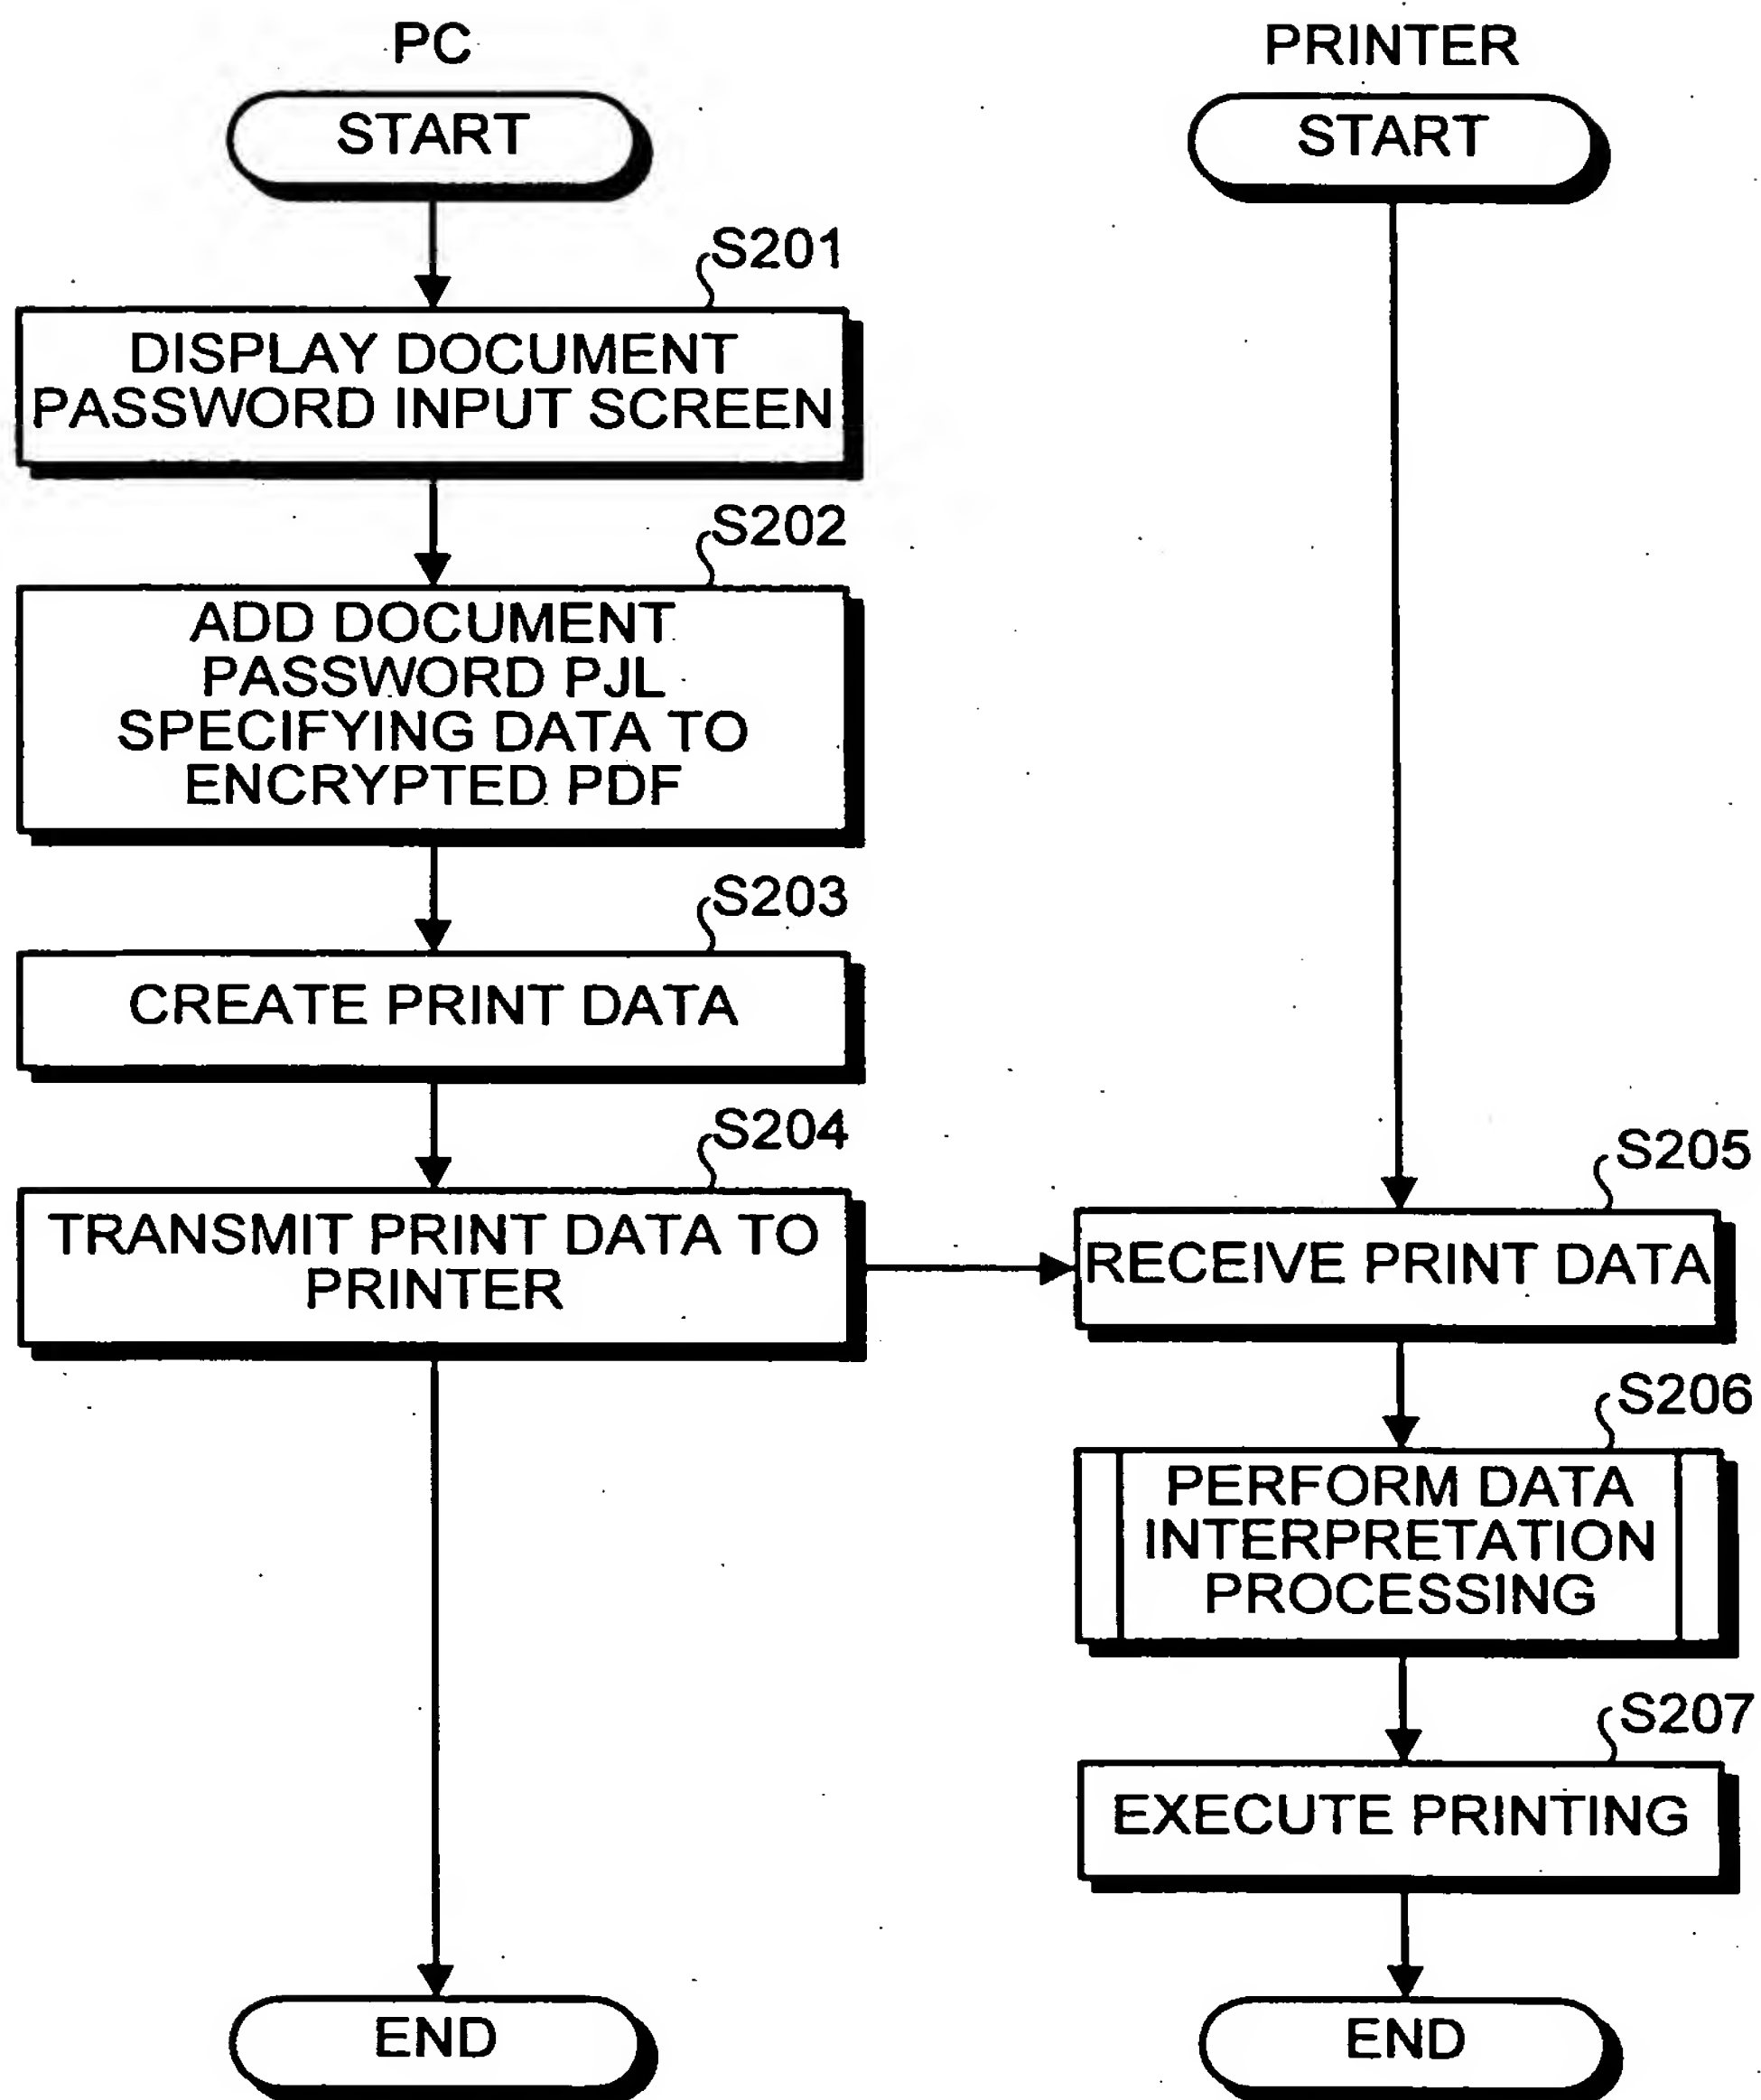 PC
START
S201
DISPLAY DOCUMENT
PASSWORD INPUT SCREEN
S202
ADD DOCUMENT
PASSWORD PJL
SPECIFYING DATA TO
ENCRYPTED PDF
S203
CREATE PRINT DATA
S204
TRANSMIT PRINT DATA TO
PRINTER
END
PRINTER
START
S205
RECEIVE PRINT DATA
S206
PERFORM DATA
INTERPRETATION
PROCESSING
S207
EXECUTE PRINTING
END